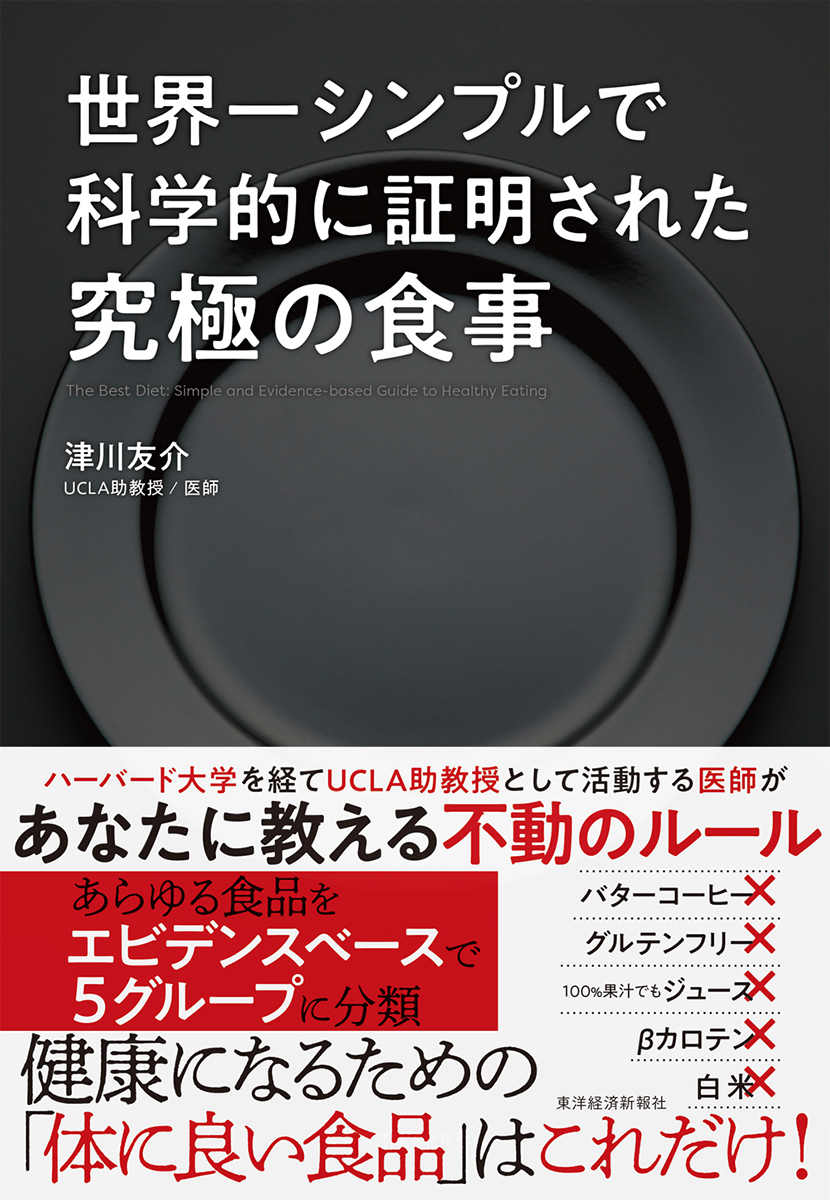 世界一シンプルで
科学的に証明された
究極の食事
The Best Diet: Simple and Evidence-based Guide to Healthy Eating
津川友介
UCLA助教授 / 医師
ハーバード大学を経てUCLA助教授として活動する医師が
あなたに教える不動のルール
あらゆる食品を
エビデンスベースで
5グループに分類
バターコーヒー×
グルテンフリー×
100%果汁でもジュース×
βカロテン×
白米×
東洋経済新報社
健康になるための
「体に良い食品」はこれだけ!